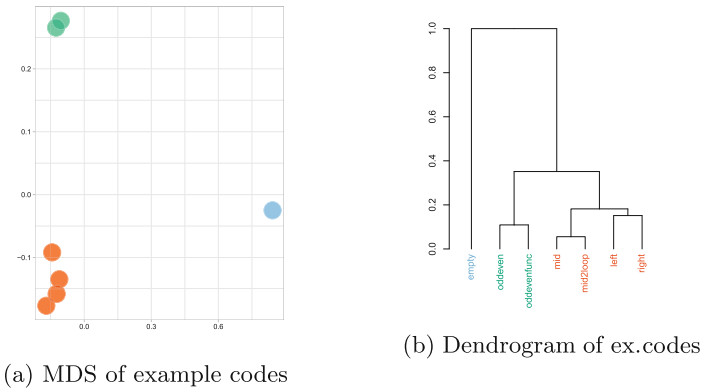 0.2
0.1
0.0
−0.1
0.0
0.3
0.6
(a) MDS of example codes
1.0
0.8
0.6
0.4
0.2
0.0
empty
oddeven
oddevenfunc
mid
mid2loop
left
right
(b) Dendrogram of ex.codes